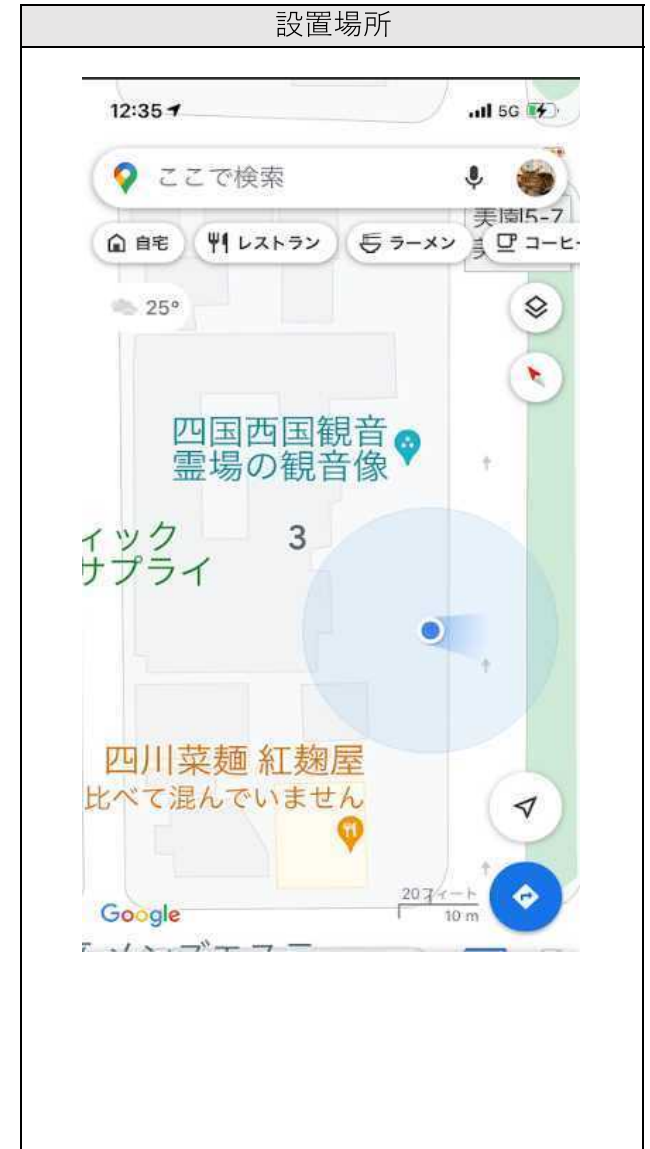 設置場所
12:35
5G
ここで検索
美園5-7
自宅
レストラン
ラーメン
コーヒー
25°
四国西国観音
霊場の観音像
ィック
サプライ
3
四川菜麺 紅麹屋
比べて混んでいません
20フィート
10 m
Google